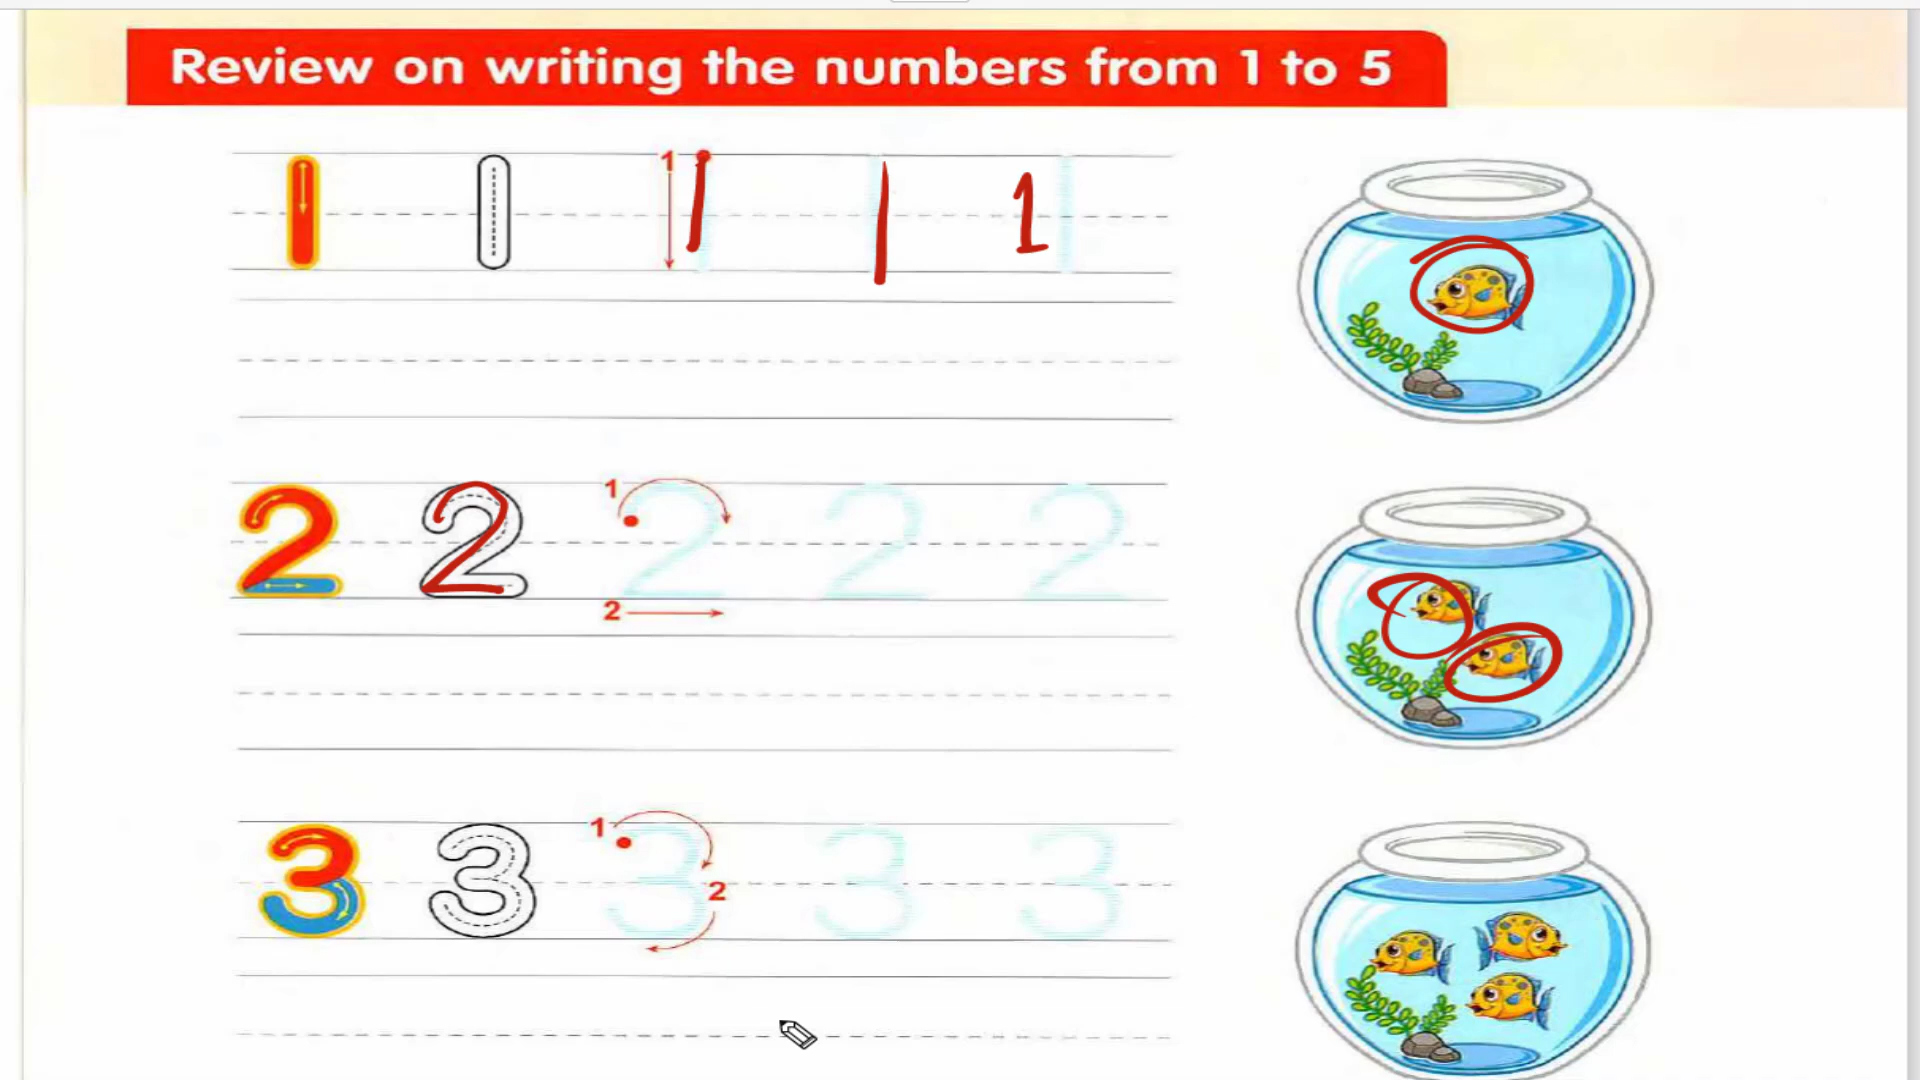 Review on writing the numbers from 1 to 5
1 1 1 1 1 1
2 2 1 2 2 2
2
3 3 1 3 3 3
2